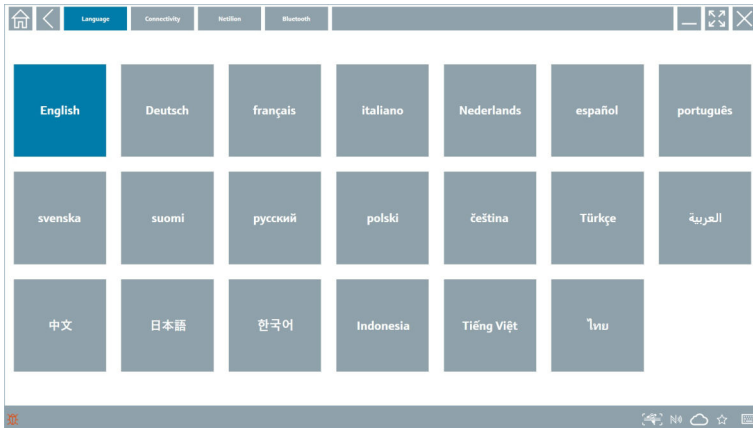 Language Connectivity Netilion Bluetooth
English Deutsch français italiano Nederlands español português
svenska suomi русский polski čeština Türkçe العربية
中文 日本語 한국어 Indonesia Tiếng Việt ไทย